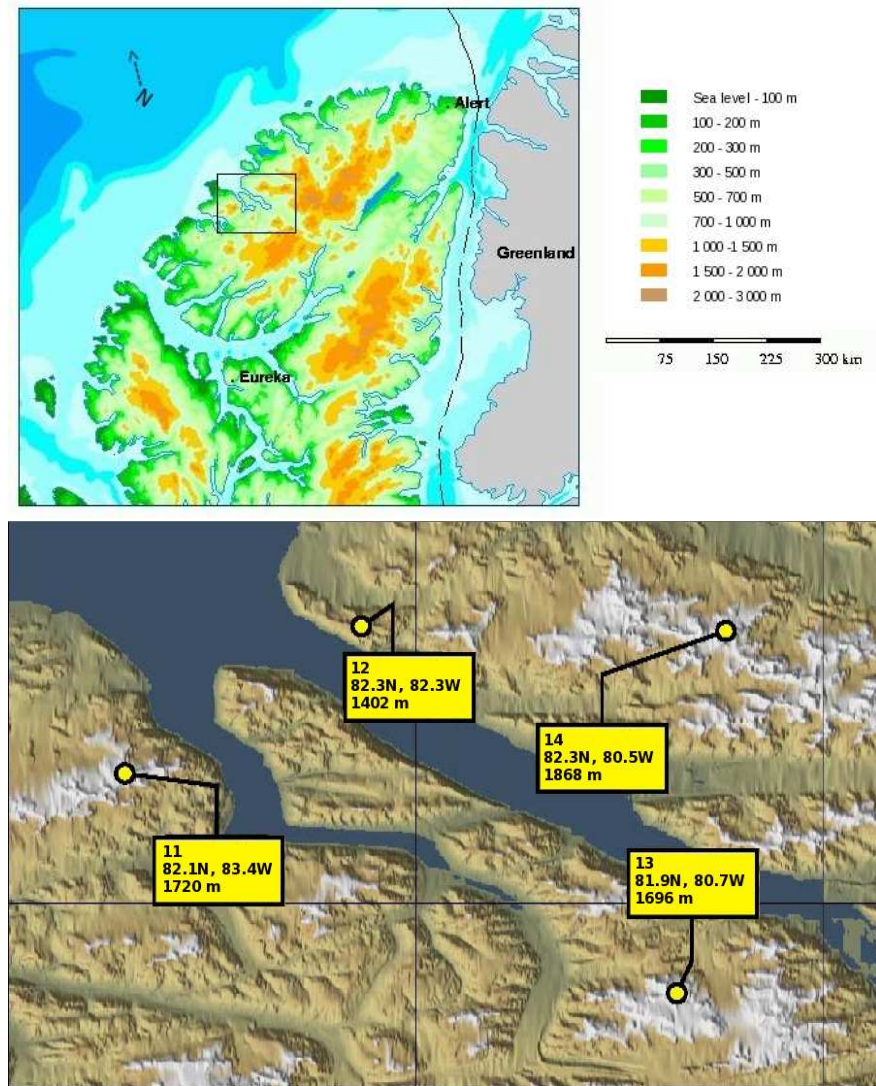 N
Alert
Greenland
Eureka
Sea level - 100 m
100 - 200 m
200 - 300 m
300 - 500 m
500 - 700 m
700 - 1 000 m
1 000 -1 500 m
1 500 - 2 000 m
2 000 - 3 000 m
75 150 225 300 km
12
82.3N, 82.3W
1402 m
14
82.3N, 80.5W
1868 m
11
82.1N, 83.4W
1720 m
13
81.9N, 80.7W
1696 m